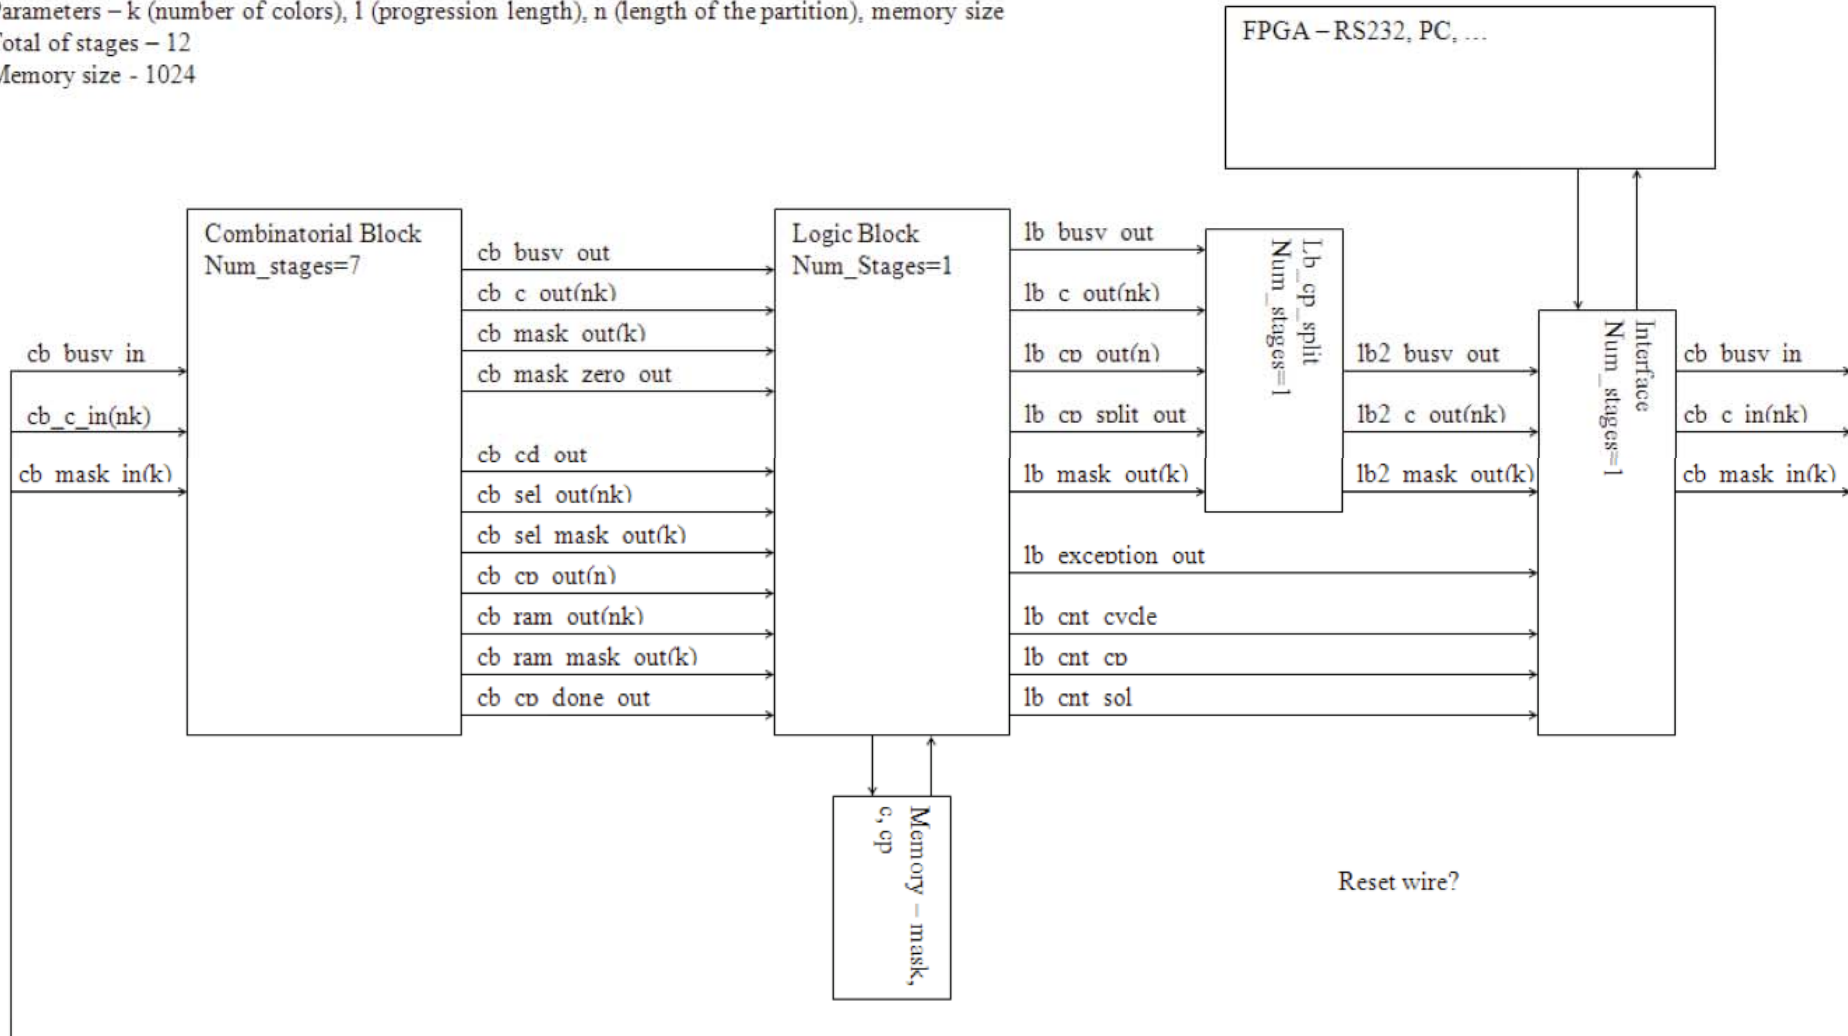 Parameters – k (number of colors), l (progression length), n (length of the partition), memory size
Total of stages – 12
Memory size - 1024
FPGA – RS232, PC, …
Combinatorial Block
Num_stages=7
cb busy in
cb_c_in(nk)
cb mask in(k)
cb busy out
cb c out(nk)
cb mask out(k)
cb mask zero out
cb cd out
cb sel out(nk)
cb sel mask out(k)
cb cp out(n)
cb ram out(nk)
cb ram mask out(k)
cb cp done out
Logic Block
Num_Stages=1
lb busy out
lb c out(nk)
lb cp out(n)
lb cp split out
lb mask out(k)
lb exception out
lb cnt cycle
lb cnt cp
lb cnt sol
Lb_cp_split
Num_stages=1
lb2 busy out
lb2 c out(nk)
lb2 mask out(k)
Interface
Num_stages=1
cb busy in
cb c in(nk)
cb mask in(k)
Memory – mask,
c, cp
Reset wire?